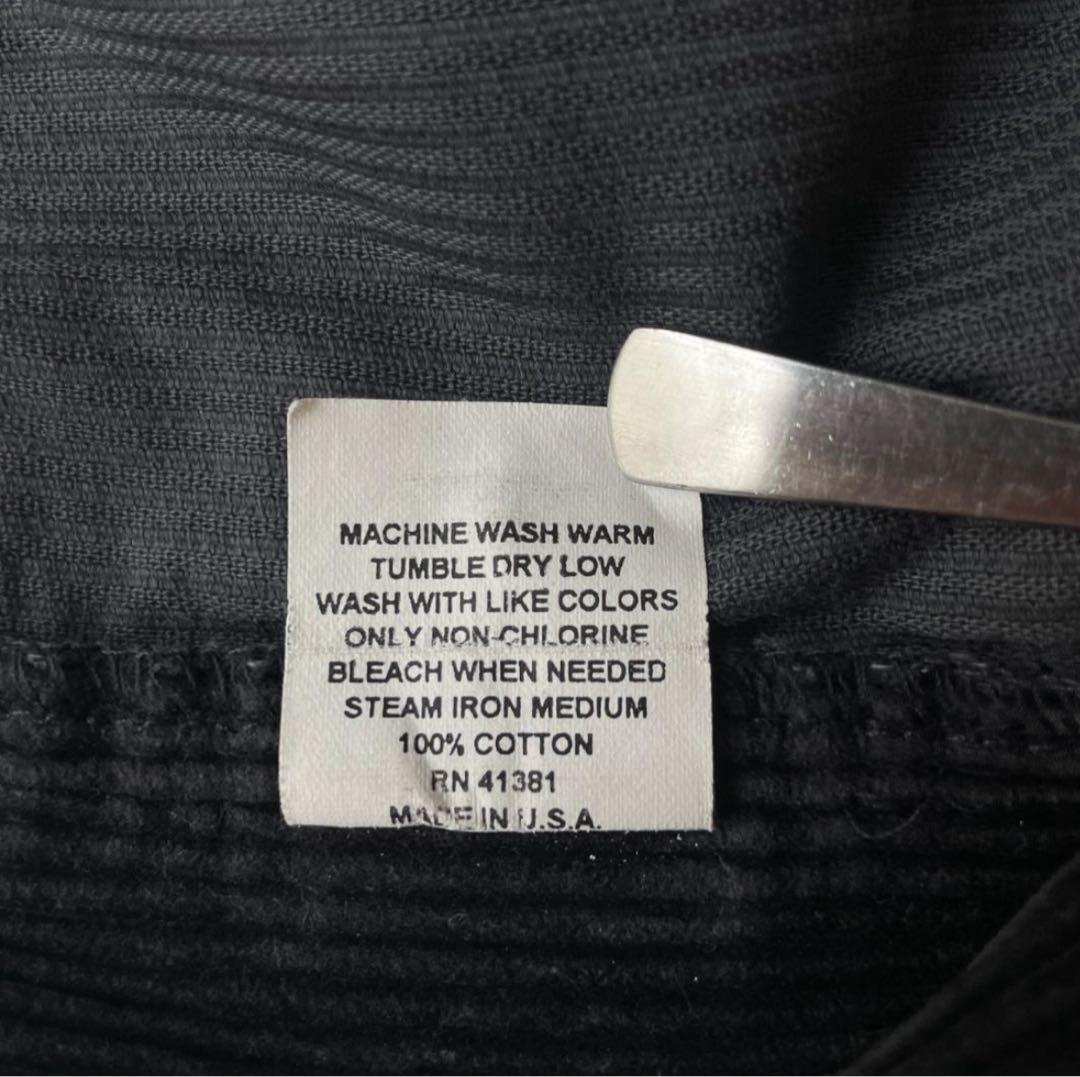 MACHINE WASH WARM
TUMBLE DRY LOW
WASH WITH LIKE COLORS
ONLY NON-CHLORINE
BLEACH WHEN NEEDED
STEAM IRON MEDIUM
100% COTTON
RN 41381
MADE IN U.S.A.